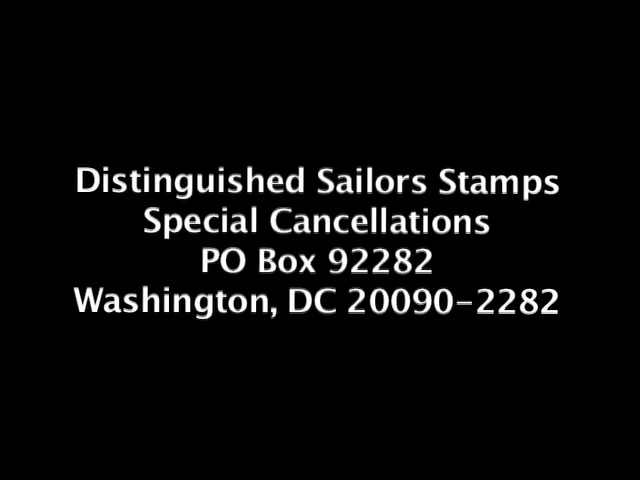 Distinguished Sailors Stamps
Special Cancellations
PO Box 92282
Washington, DC 20090-2282